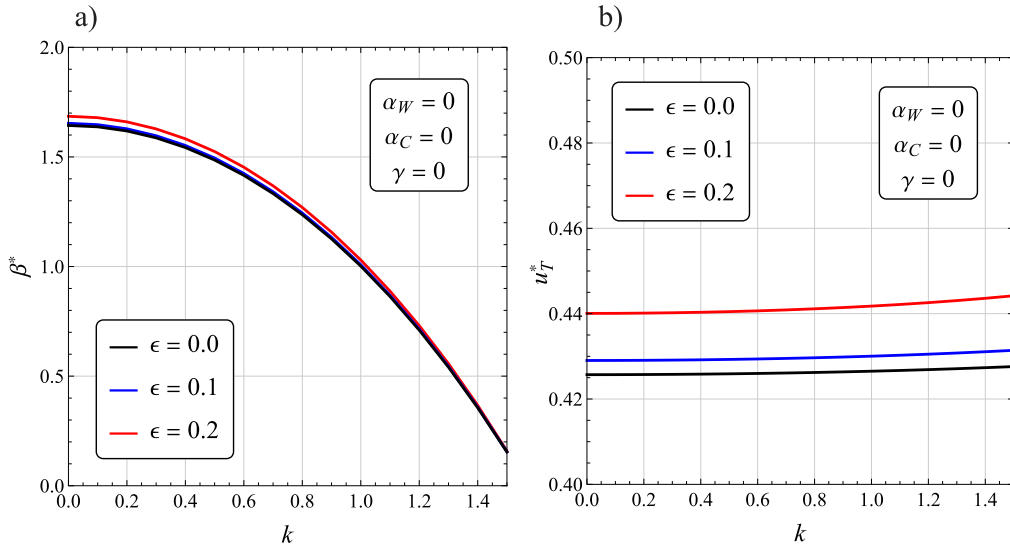 a)
2.0
1.5
1.0
0.5
0.0
β*
α_W = 0
α_C = 0
γ = 0
ϵ = 0.0
ϵ = 0.1
ϵ = 0.2
0.0 0.2 0.4 0.6 0.8 1.0 1.2 1.4
k
b)
0.50
0.48
0.46
0.44
0.42
0.40
u_T^*
ϵ = 0.0
ϵ = 0.1
ϵ = 0.2
α_W = 0
α_C = 0
γ = 0
0.0 0.2 0.4 0.6 0.8 1.0 1.2 1.4
k